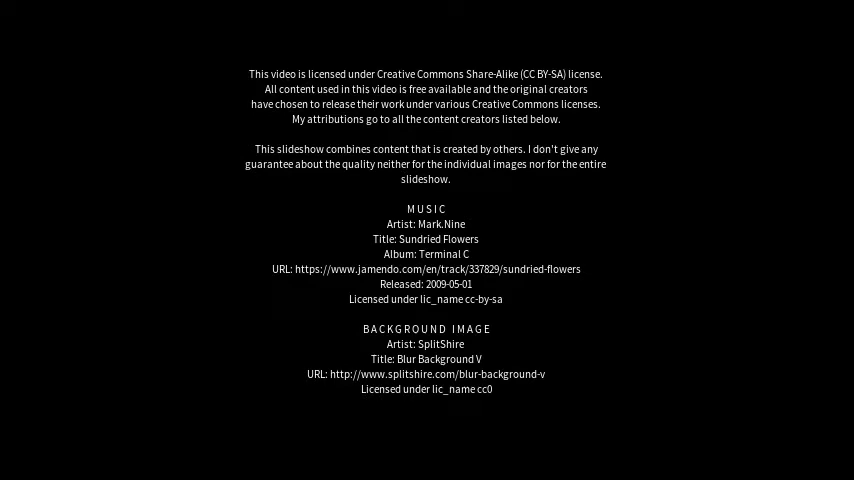 This video is licensed under Creative Commons Share-Alike (CC BY-SA) license.
All content used in this video is free available and the original creators
have chosen to release their work under various Creative Commons licenses.
My attributions go to all the content creators listed below.
This slideshow combines content that is created by others. I don't give any
guarantee about the quality neither for the individual images nor for the entire
slideshow.
MUSIC
Artist: Mark.Nine
Title: Sundried Flowers
Album: Terminal C
URL: https://www.jamendo.com/en/track/337829/sundried-flowers
Released: 2009-05-01
Licensed under lic_name cc-by-sa
BACKGROUND IMAGE
Artist: SplitShire
Title: Blur Background V
URL: http://www.splitshire.com/blur-background-v
Licensed under lic_name cc0